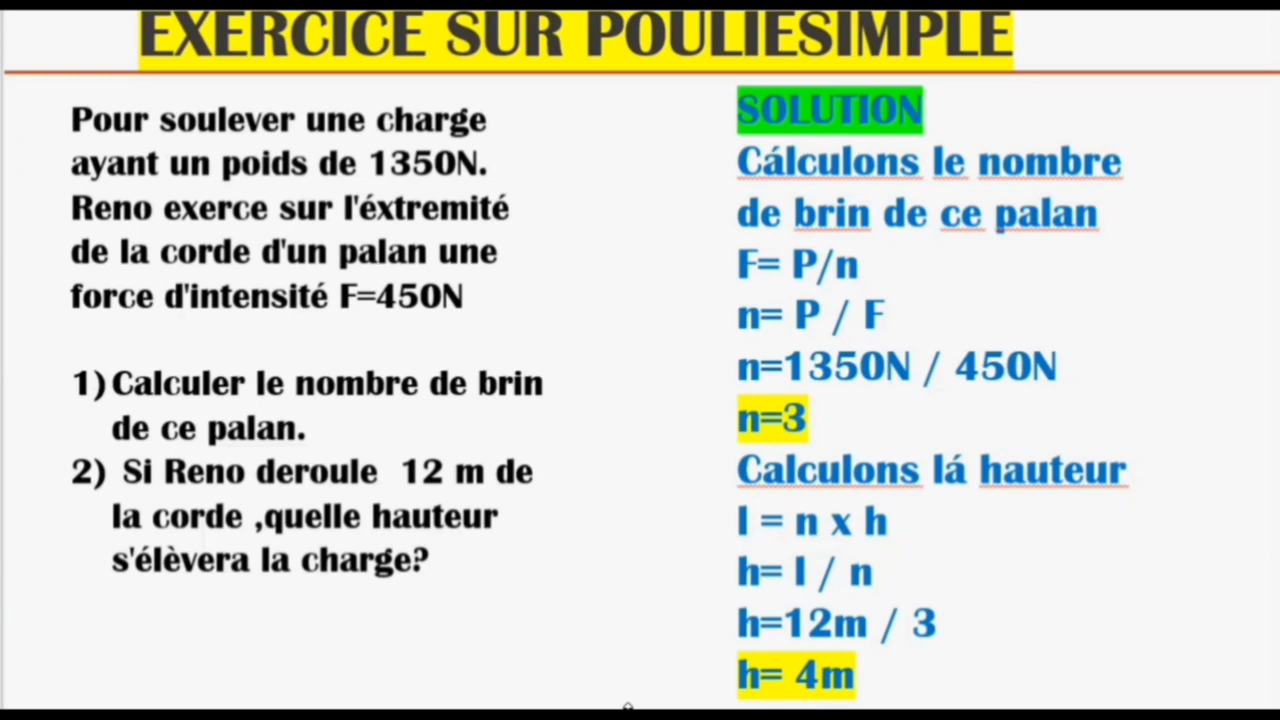 EXERCICE SUR POULIESIMPLE
Pour soulever une charge
ayant un poids de 1350N.
Reno exerce sur l'éxtremité
de la corde d'un palan une
force d'intensité F=450N
1) Calculer le nombre de brin
de ce palan.
2) Si Reno deroule 12 m de
la corde ,quelle hauteur
s'élèvera la charge?
SOLUTION
Cálculons le nombre
de brin de ce palan
F= P/n
n= P / F
n=1350N / 450N
n=3
Calculons lá hauteur
l = n x h
h= l / n
h=12m / 3
h= 4m